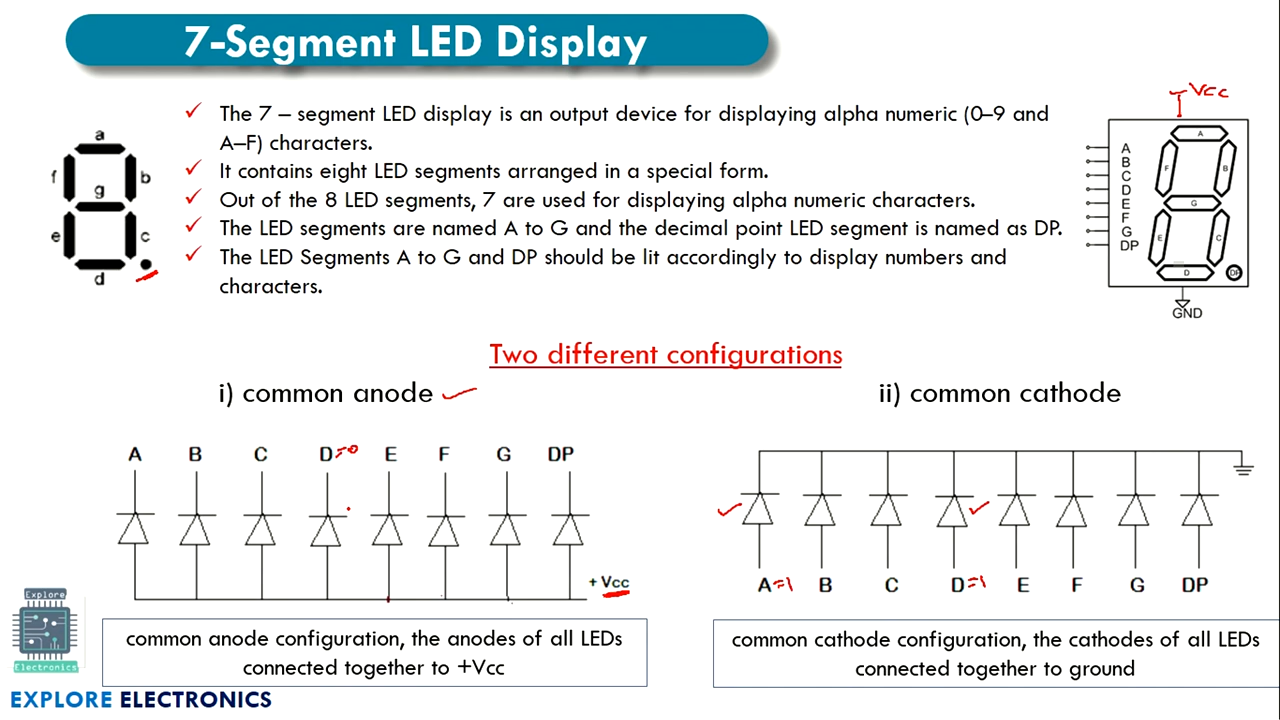 7-Segment LED Display
✓ The 7 – segment LED display is an output device for displaying alpha numeric (0–9 and
A–F) characters.
✓ It contains eight LED segments arranged in a special form.
✓ Out of the 8 LED segments, 7 are used for displaying alpha numeric characters.
✓ The LED segments are named A to G and the decimal point LED segment is named as DP.
✓ The LED Segments A to G and DP should be lit accordingly to display numbers and
characters.
a
f
b
g
e
c
d
Vcc
A
B
C
D
E
F
G
DP
A
F
B
G
E
C
D
DP
GND
Two different configurations
i) common anode
ii) common cathode
A B C D=0 E F G DP
+ Vcc
A=1 B C D=1 E F G DP
common anode configuration, the anodes of all LEDs
connected together to +Vcc
common cathode configuration, the cathodes of all LEDs
connected together to ground
Explore
Electronics
EXPLORE ELECTRONICS